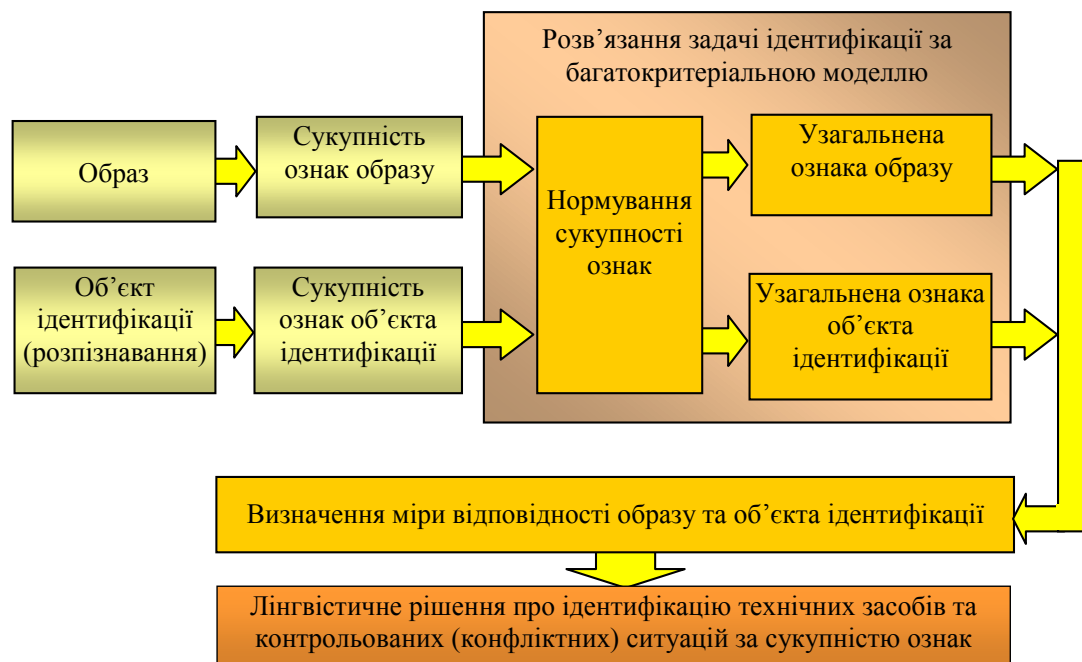 Розв’язання задачі ідентифікації за
багатокритеріальною моделлю
Образ
Сукупність
ознак образу
Нормування
сукупності
ознак
Узагальнена
ознака образу
Об’єкт
ідентифікації
(розпізнавання)
Сукупність
ознак об’єкта
ідентифікації
Узагальнена ознака
об’єкта
ідентифікації
Визначення міри відповідності образу та об’єкта ідентифікації
Лінгвістичне рішення про ідентифікацію технічних засобів та
контрольованих (конфліктних) ситуацій за сукупністю ознак